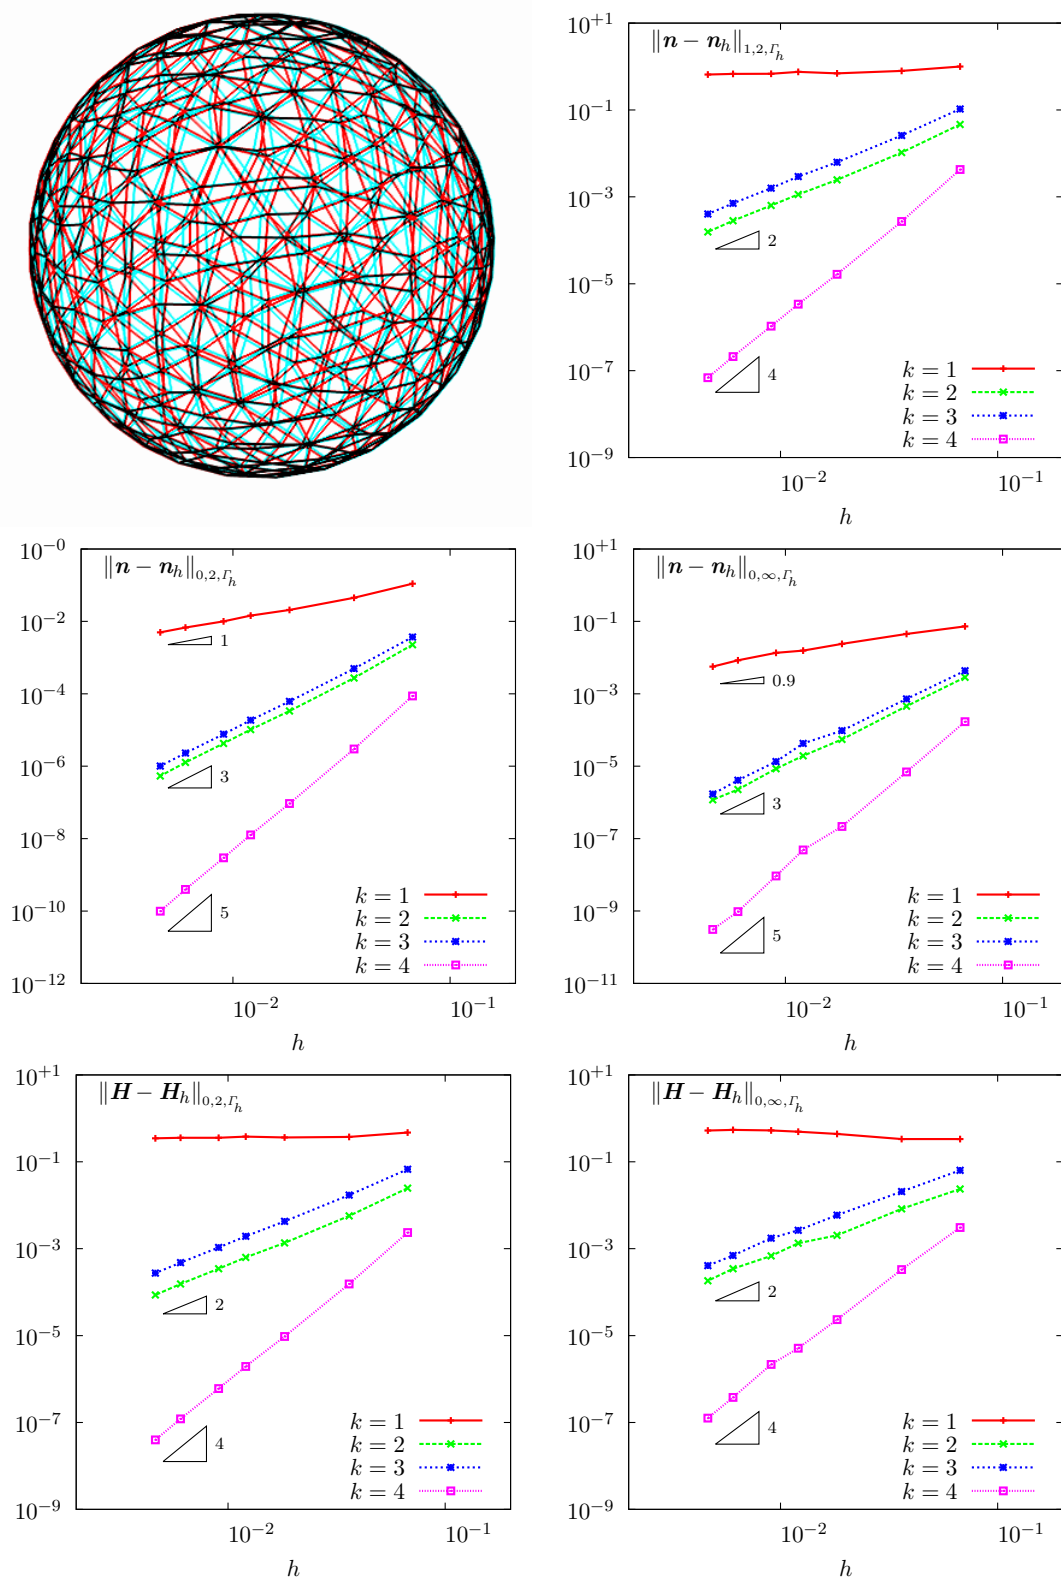 ‖n − n_h‖_{1,2,Γ_h}
10^{+1}
10^{−1}
10^{−3}
10^{−5}
10^{−7}
10^{−9}
2
4
k = 1
k = 2
k = 3
k = 4
10^{−2}
10^{−1}
h
‖n − n_h‖_{0,2,Γ_h}
10^{−0}
10^{−2}
10^{−4}
10^{−6}
10^{−8}
10^{−10}
10^{−12}
1
3
5
k = 1
k = 2
k = 3
k = 4
10^{−2}
10^{−1}
h
‖n − n_h‖_{0,∞,Γ_h}
10^{+1}
10^{−1}
10^{−3}
10^{−5}
10^{−7}
10^{−9}
10^{−11}
0.9
3
5
k = 1
k = 2
k = 3
k = 4
10^{−2}
10^{−1}
h
‖H − H_h‖_{0,2,Γ_h}
10^{+1}
10^{−1}
10^{−3}
10^{−5}
10^{−7}
10^{−9}
2
4
k = 1
k = 2
k = 3
k = 4
10^{−2}
10^{−1}
h
‖H − H_h‖_{0,∞,Γ_h}
10^{+1}
10^{−1}
10^{−3}
10^{−5}
10^{−7}
10^{−9}
2
4
k = 1
k = 2
k = 3
k = 4
10^{−2}
10^{−1}
h